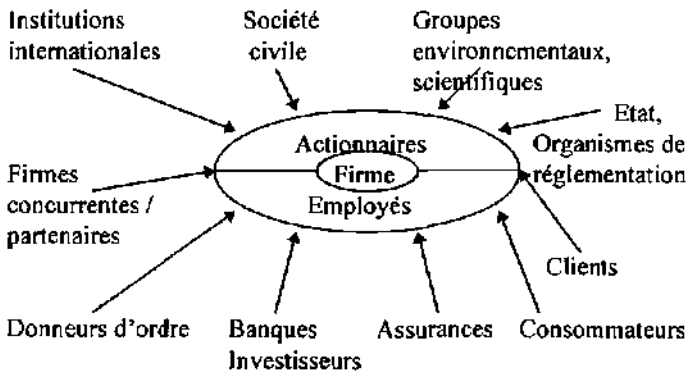 Institutions
internationales
Société
civile
Groupes
environnementaux,
scientifiques
Etat,
Organismes de
réglementation
Actionnaires
Firme
Employés
Firmes
concurrentes /
partenaires
Clients
Donneurs d'ordre
Banques
Investisseurs
Assurances
Consommateurs